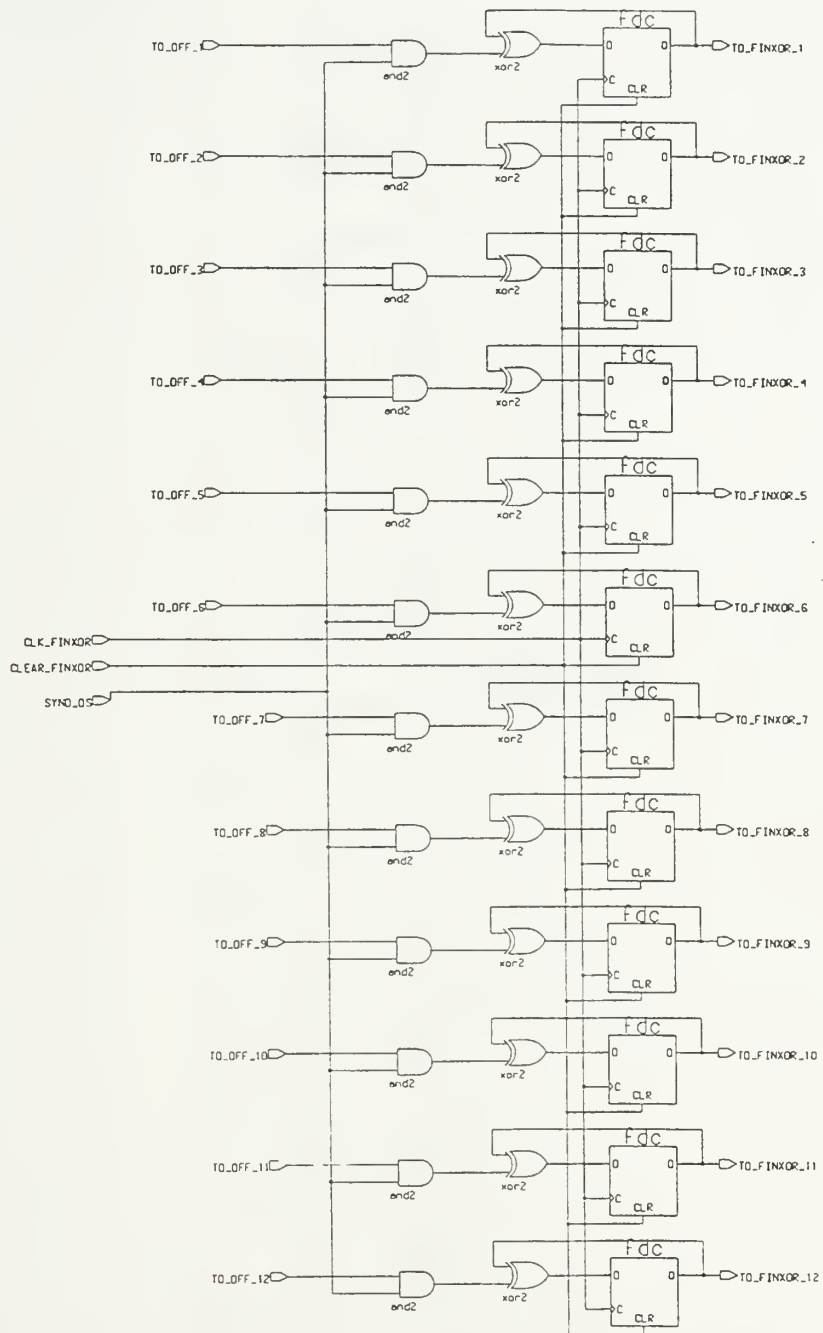 fdc
TO_OFF_1 D Q TO_FINXOR_1
and2 xor2 C
CLR
fdc
TO_OFF_2 D Q TO_FINXOR_2
and2 xor2 C
CLR
fdc
TO_OFF_3 D Q TO_FINXOR_3
and2 xor2 C
CLR
fdc
TO_OFF_4 D Q TO_FINXOR_4
and2 xor2 C
CLR
fdc
TO_OFF_5 D Q TO_FINXOR_5
and2 xor2 C
CLR
fdc
TO_OFF_6 D Q TO_FINXOR_6
and2 xor2 C
CLK_FINXOR
CLR
CLEAR_FINXOR
fdc
SYND_OS
TO_OFF_7 D Q TO_FINXOR_7
and2 xor2 C
CLR
fdc
TO_OFF_8 D Q TO_FINXOR_8
and2 xor2 C
CLR
fdc
TO_OFF_9 D Q TO_FINXOR_9
and2 xor2 C
CLR
fdc
TO_OFF_10 D Q TO_FINXOR_10
and2 xor2 C
CLR
fdc
TO_OFF_11 D Q TO_FINXOR_11
and2 xor2 C
CLR
fdc
TO_OFF_12 D Q TO_FINXOR_12
and2 xor2 C
CLR